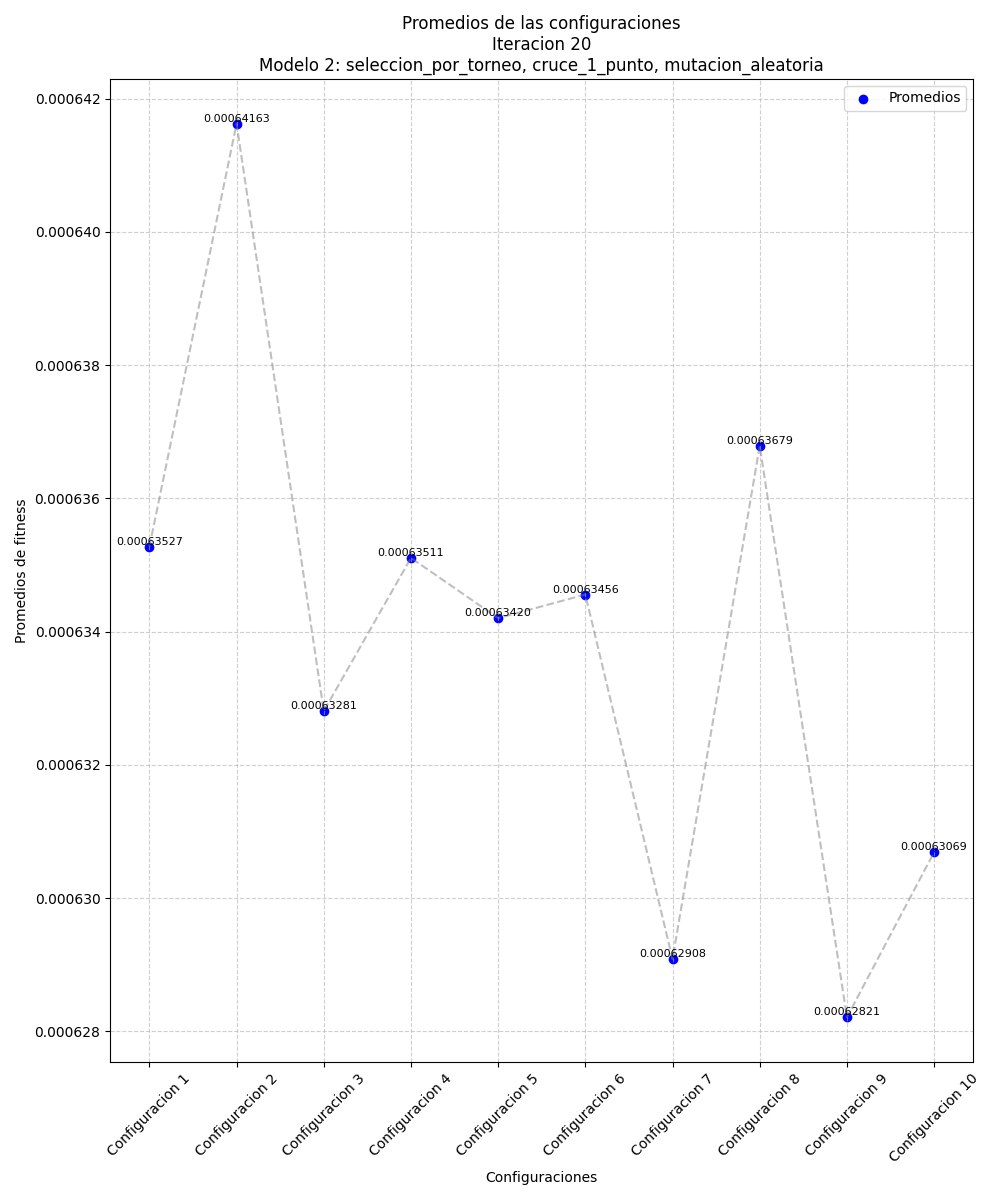 Promedios de las configuraciones
Iteracion 20
Modelo 2: seleccion_por_torneo, cruce_1_punto, mutacion_aleatoria
Promedios
0.000642
0.000640
0.000638
0.000636
0.000634
0.000632
0.000630
0.000628
Promedios de fitness
0.00063527
0.00064163
0.00063281
0.00063511
0.00063420
0.00063456
0.00062908
0.00063679
0.00062821
0.00063069
Configuracion 1
Configuracion 2
Configuracion 3
Configuracion 4
Configuracion 5
Configuracion 6
Configuracion 7
Configuracion 8
Configuracion 9
Configuracion 10
Configuraciones